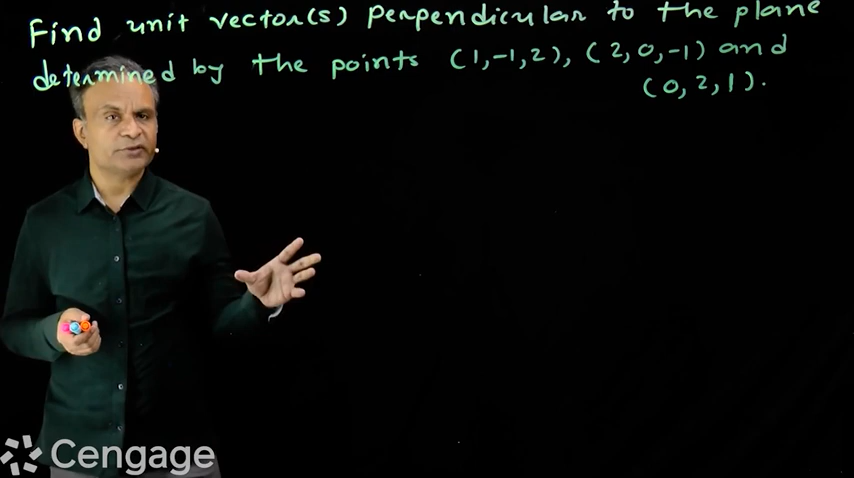 Find unit vector(s) perpendicular to the plane
determined by the points (1,-1,2), (2,0,-1) and
(0,2,1).
Cengage